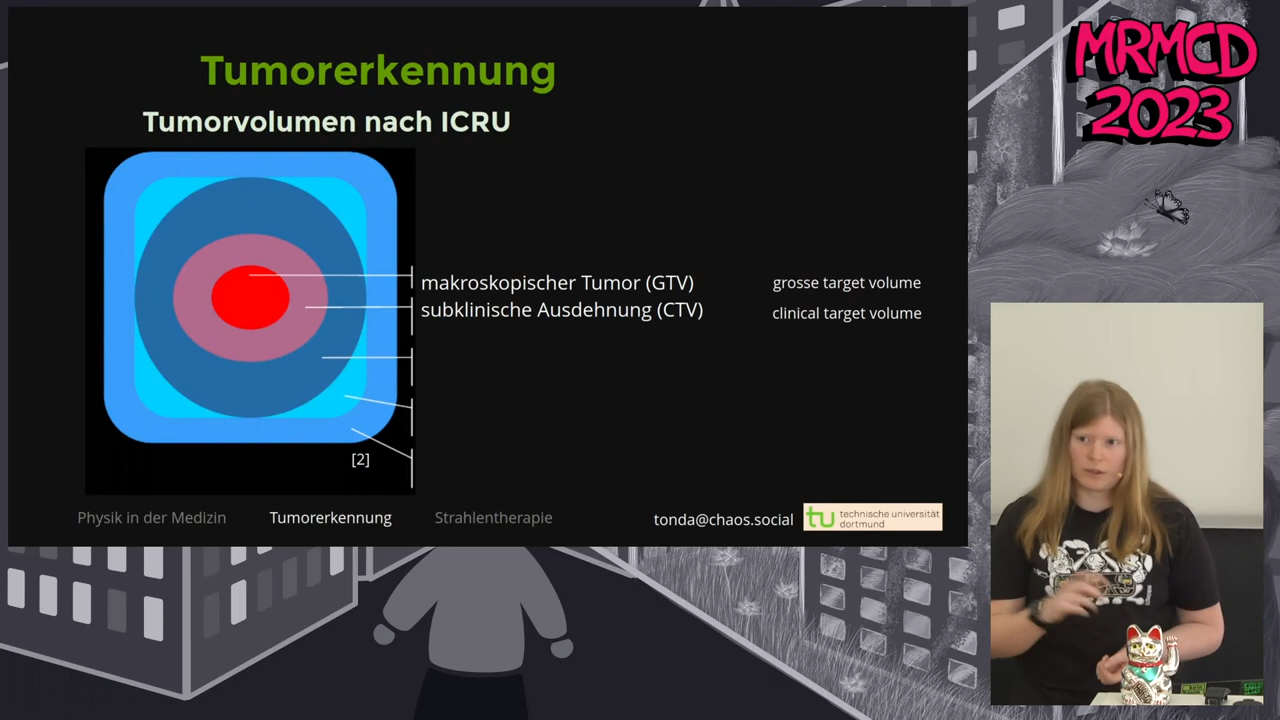 Tumorerkennung
Tumorvolumen nach ICRU
makroskopischer Tumor (GTV)
grosse target volume
subklinische Ausdehnung (CTV)
clinical target volume
[2]
Physik in der Medizin
Tumorerkennung
Strahlentherapie
tonda@chaos.social
tu technische universität
dortmund
MRMCD
2023